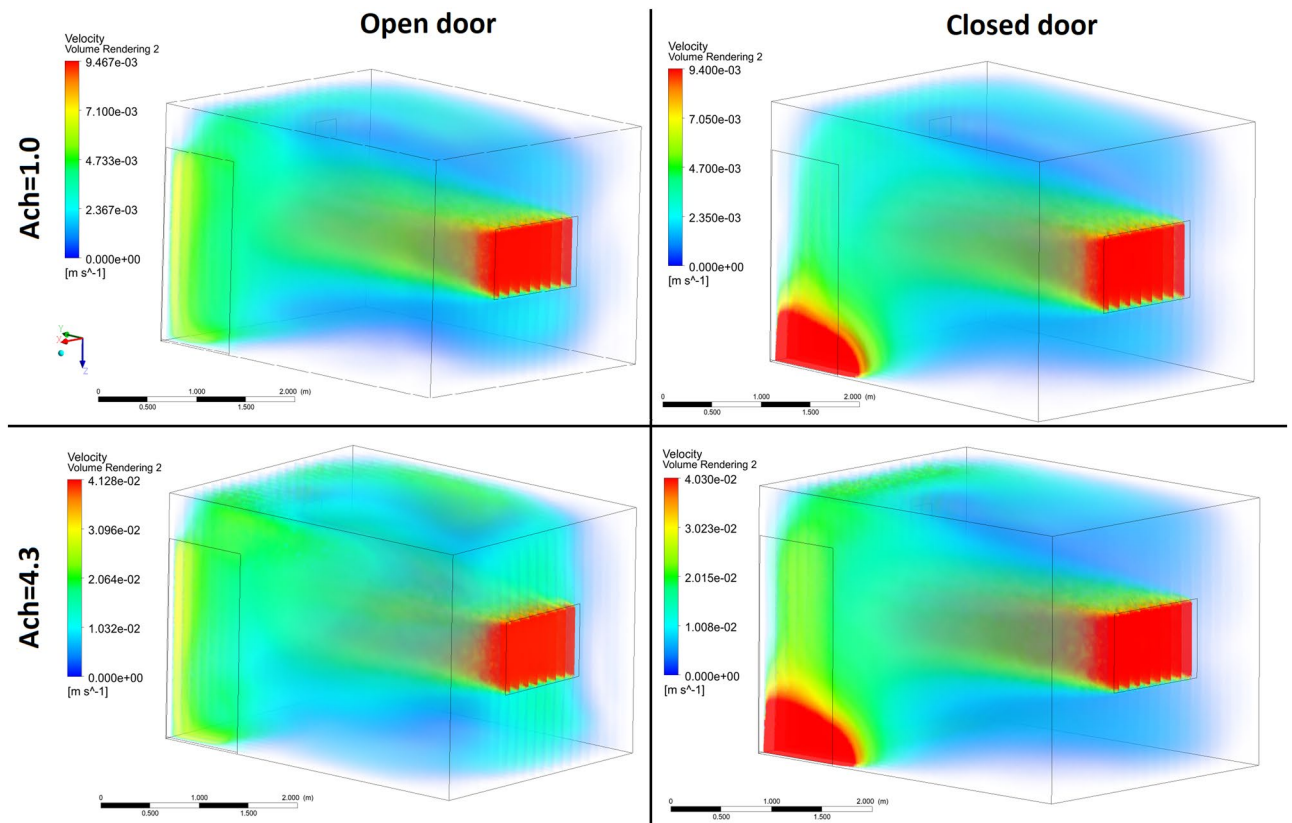 Open door
Closed door
Ach=1.0
Velocity
Volume Rendering 2
9.467e-03
7.100e-03
4.733e-03
2.367e-03
0.000e+00
[m s^-1]
Y
X
Z
0 1.000 2.000 (m)
0.500 1.500
Velocity
Volume Rendering 2
9.400e-03
7.050e-03
4.700e-03
2.350e-03
0.000e+00
[m s^-1]
0 1.000 2.000 (m)
0.500 1.500
Ach=4.3
Velocity
Volume Rendering 2
4.128e-02
3.096e-02
2.064e-02
1.032e-02
0.000e+00
[m s^-1]
0 1.000 2.000 (m)
0.500 1.500
Velocity
Volume Rendering 2
4.030e-02
3.023e-02
2.015e-02
1.008e-02
0.000e+00
[m s^-1]
0 1.000 2.000 (m)
0.500 1.500